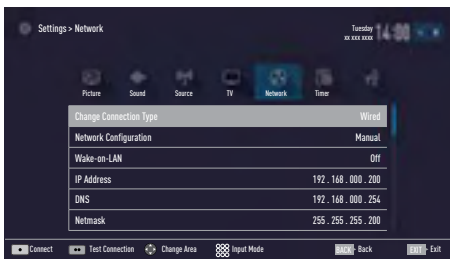 Settings > Network
Tuesday
xx xxx xxxx
14:00
Picture Sound Source TV Network Timer
Change Connection Type Wired
Network Configuration Manual
Wake-on-LAN Off
IP Address 192 . 168 . 000 . 200
DNS 192 . 168 . 000 . 254
Netmask 255 . 255 . 255 . 200
Connect Test Connection Change Area Input Mode BACK - Back EXIT - Exit